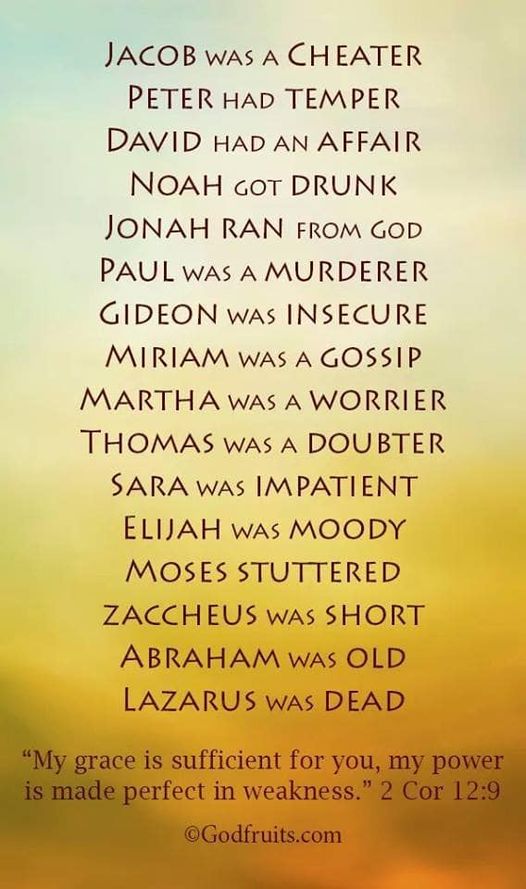 Jacob was a Cheater
Peter had temper
David had an affair
Noah got drunk
Jonah ran from God
Paul was a murderer
Gideon was insecure
Miriam was a gossip
Martha was a worrier
Thomas was a doubter
Sara was impatient
Elijah was moody
Moses stuttered
zaccheus was short
Abraham was old
Lazarus was dead
“My grace is sufficient for you, my power
is made perfect in weakness.” 2 Cor 12:9
©Godfruits.com